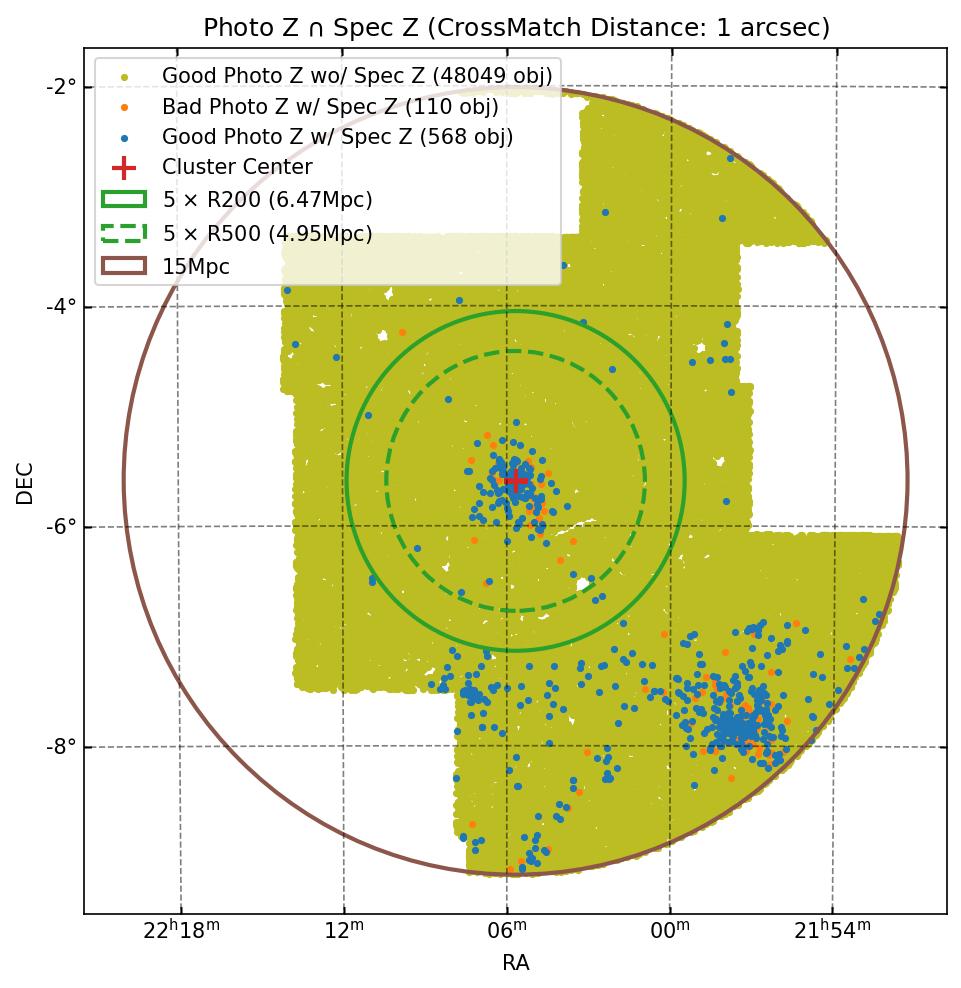 Photo Z ∩ Spec Z (CrossMatch Distance: 1 arcsec)
Good Photo Z wo/ Spec Z (48049 obj)
Bad Photo Z w/ Spec Z (110 obj)
Good Photo Z w/ Spec Z (568 obj)
Cluster Center
5 × R200 (6.47Mpc)
5 × R500 (4.95Mpc)
15Mpc
-2°
-4°
-6°
-8°
DEC
22ʰ18ᵐ 12ᵐ 06ᵐ 00ᵐ 21ʰ54ᵐ
RA